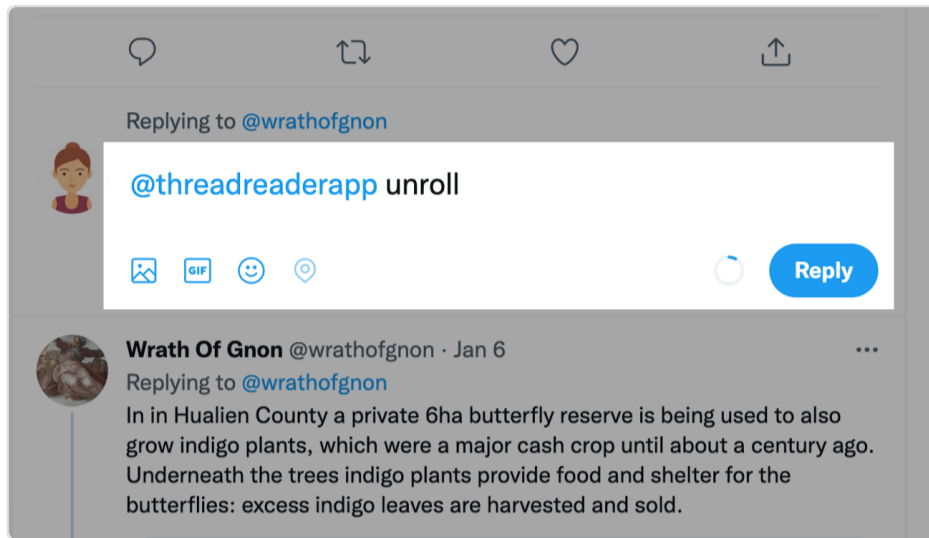 Replying to @wrathofgnon
@threadreaderapp unroll
GIF
Reply
Wrath Of Gnon @wrathofgnon · Jan 6
Replying to @wrathofgnon
In in Hualien County a private 6ha butterfly reserve is being used to also
grow indigo plants, which were a major cash crop until about a century ago.
Underneath the trees indigo plants provide food and shelter for the
butterflies: excess indigo leaves are harvested and sold.